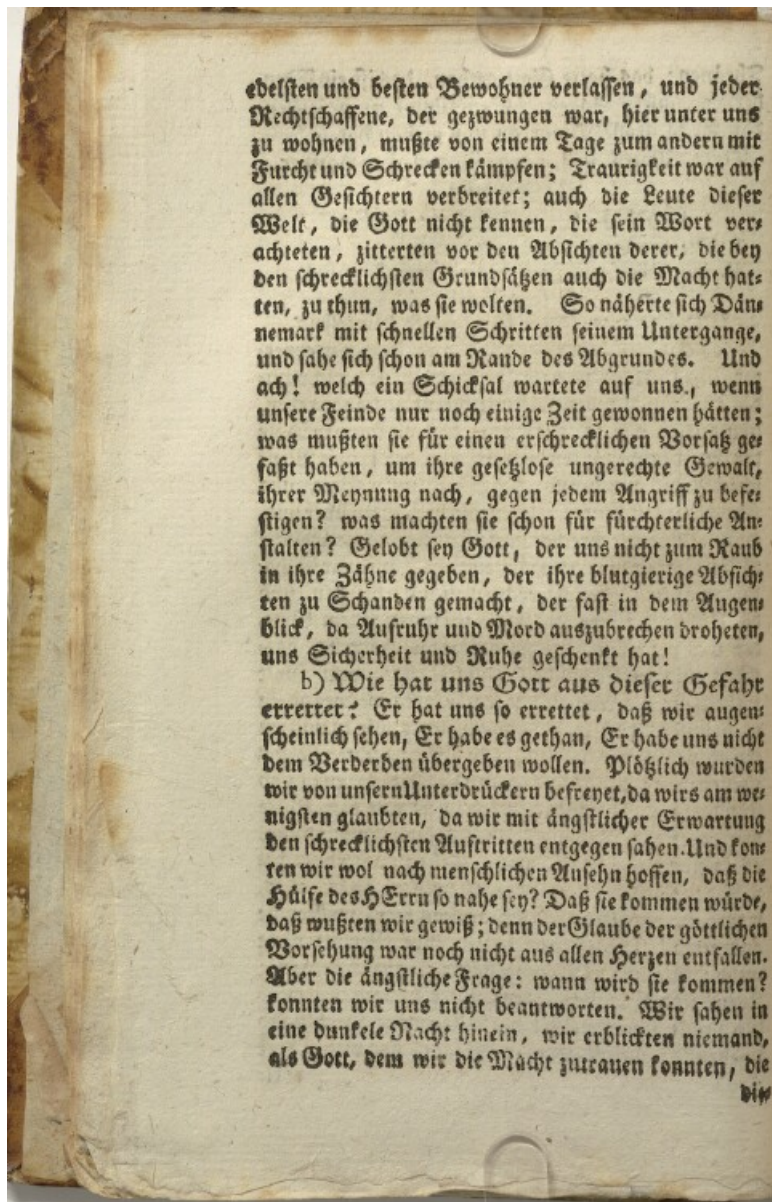 edelsten und besten Bewohner verlassen, und jeder
Rechtschaffene, der gezwungen war, hier unter uns
zu wohnen, mußte von einem Tage zum andern mit
Furcht und Schrecken kämpfen; Traurigkeit war auf
allen Gesichtern verbreitet; auch die Leute dieser
Welt, die Gott nicht kennen, die sein Wort ver-
achteten, zitterten vor den Absichten derer, die bey
den schrecklichsten Grundsätzen auch die Macht hat-
ten, zu thun, was sie wolten. So näherte sich Dän-
nemark mit schnellen Schritten seinem Untergange,
und sahe sich schon am Rande des Abgrundes. Und
ach! welch ein Schicksal wartete auf uns, wenn
unsere Feinde nur noch einige Zeit gewonnen hätten;
was mußten sie für einen erschrecklichen Vorsatz ge-
faßt haben, um ihre gesetzlose ungerechte Gewalt,
ihrer Meynung nach, gegen jedem Angriff zu befe-
stigen? was machten sie schon für fürchterliche An-
stalten? Gelobt sey Gott, der uns nicht zum Raub
in ihre Zähne gegeben, der ihre blutgierige Absich-
ten zu Schanden gemacht, der fast in dem Augen-
blick, da Aufruhr und Mord auszubrechen droheten,
uns Sicherheit und Ruhe geschenkt hat!
b) Wie hat uns Gott aus dieser Gefahr
errettet? Er hat uns so errettet, daß wir augen-
scheinlich sehen, Er habe es gethan, Er habe uns nicht
dem Verderben übergeben wollen. Plötzlich wurden
wir von unsern Unterdrückern befreyet, da wirs am we-
nigsten glaubten, da wir mit ängstlicher Erwartung
den schrecklichsten Auftritten entgegen sahen. Und kon-
ten wir wol nach menschlichen Ansehn hoffen, daß die
Hülfe des HErrn so nahe sey? Daß sie kommen würde,
daß wußten wir gewiß; denn der Glaube der göttlichen
Vorsehung war noch nicht aus allen Herzen entfallen.
Aber die ängstliche Frage: wann wird sie kommen?
konnten wir uns nicht beantworten. Wir sahen in
eine dunkele Nacht hinein, wir erblickten niemand,
als Gott, dem wir die Macht zutrauen konnten, die
die-